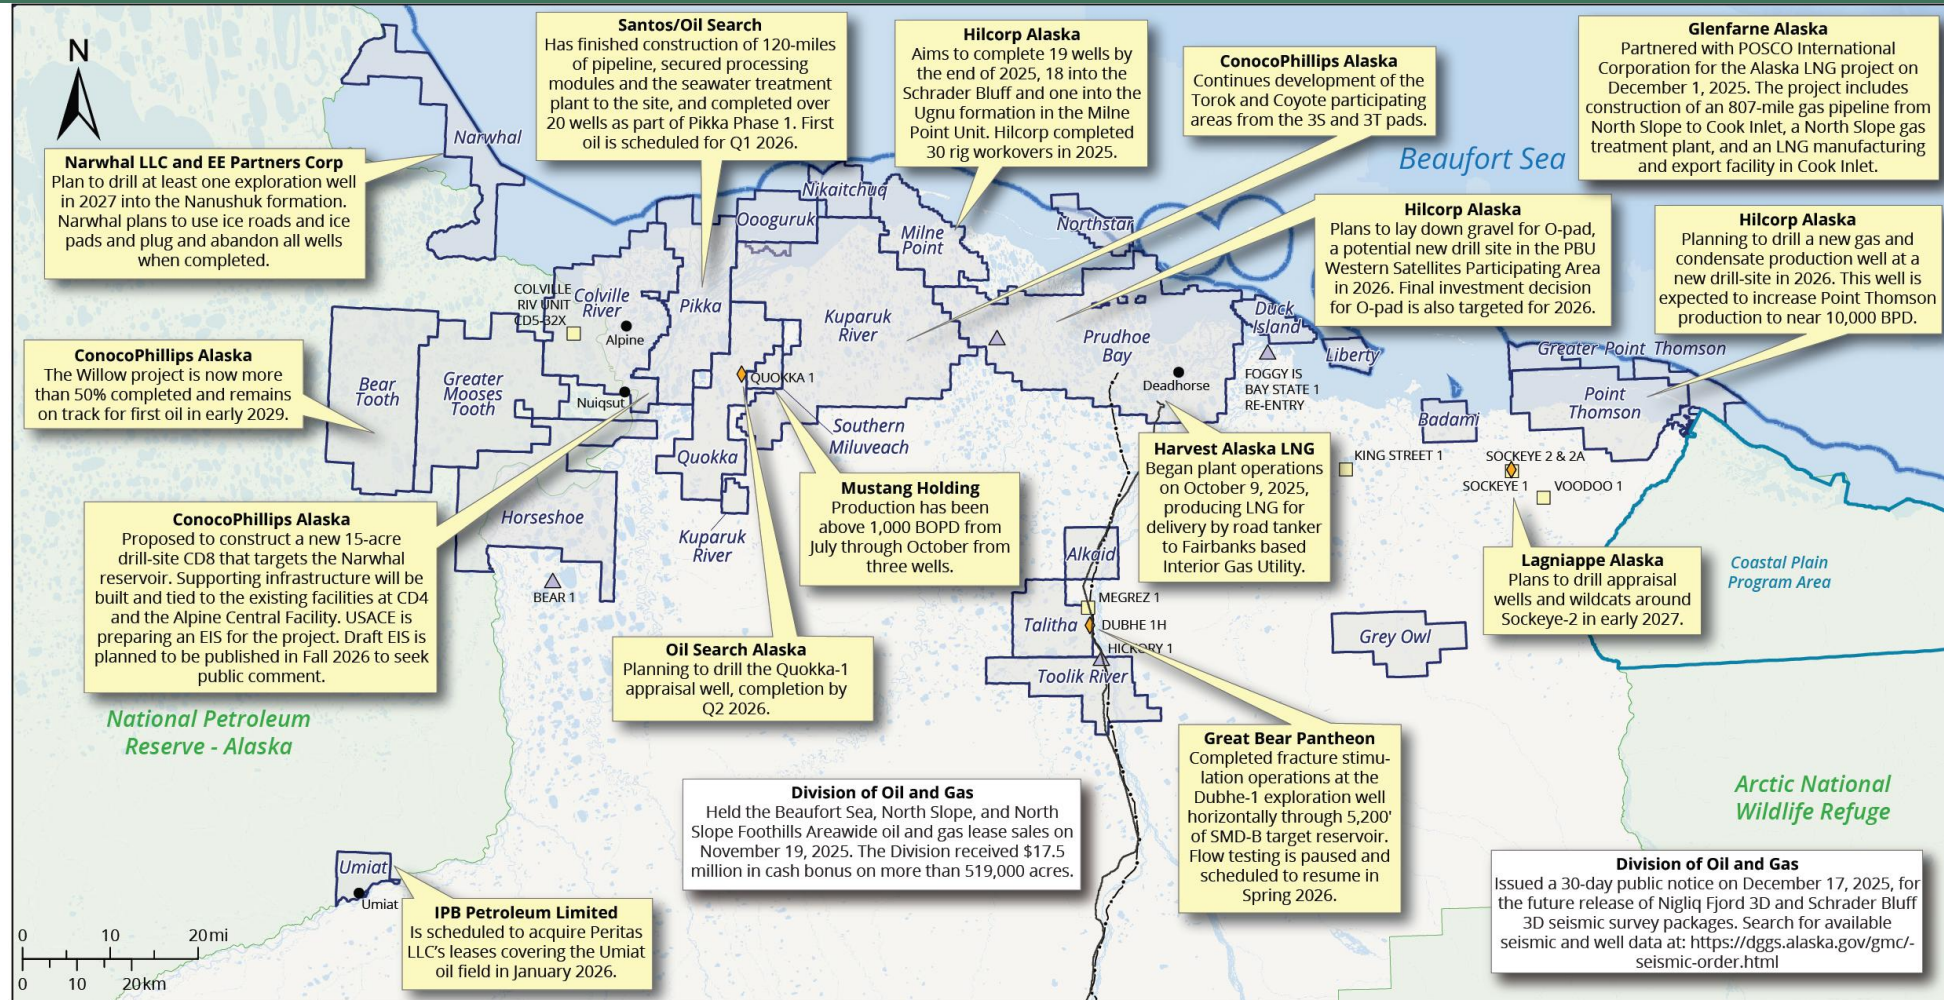 N
Santos/Oil Search
Has finished construction of 120-miles
of pipeline, secured processing
modules and the seawater treatment
plant to the site, and completed over
20 wells as part of Pikka Phase 1. First
oil is scheduled for Q1 2026.
Hilcorp Alaska
Aims to complete 19 wells by
the end of 2025, 18 into the
Schrader Bluff and one into the
Ugnu formation in the Milne
Point Unit. Hilcorp completed
30 rig workovers in 2025.
ConocoPhillips Alaska
Continues development of the
Torok and Coyote participating
areas from the 3S and 3T pads.
Glenfarne Alaska
Partnered with POSCO International
Corporation for the Alaska LNG project on
December 1, 2025. The project includes
construction of an 807-mile gas pipeline from
North Slope to Cook Inlet, a North Slope gas
treatment plant, and an LNG manufacturing
and export facility in Cook Inlet.
Narwhal
Beaufort Sea
Narwhal LLC and EE Partners Corp
Plan to drill at least one exploration well
in 2027 into the Nanushuk formation.
Narwhal plans to use ice roads and ice
pads and plug and abandon all wells
when completed.
Nikaitchuq
Oooguruk
Milne
Point
Northstar
Hilcorp Alaska
Plans to lay down gravel for O-pad,
a potential new drill site in the PBU
Western Satellites Participating Area
in 2026. Final investment decision
for O-pad is also targeted for 2026.
Hilcorp Alaska
Planning to drill a new gas and
condensate production well at a
new drill-site in 2026. This well is
expected to increase Point Thomson
production to near 10,000 BPD.
COLVILLE
RIV UNIT
CD5-32X
Colville
River
Alpine
Pikka
Kuparuk
River
Prudhoe
Bay
Duck
Island
Liberty
Greater Point Thomson
Point
Thomson
ConocoPhillips Alaska
The Willow project is now more
than 50% completed and remains
on track for first oil in early 2029.
Bear
Tooth
Greater
Mooses
Tooth
Nuiqsut
QUOKKA 1
Deadhorse
FOGGY IS
BAY STATE 1
RE-ENTRY
Badami
Southern
Miluveach
Quokka
Harvest Alaska LNG
Began plant operations
on October 9, 2025,
producing LNG for
delivery by road tanker
to Fairbanks based
Interior Gas Utility.
KING STREET 1
SOCKEYE 2 & 2A
SOCKEYE 1
VOODOO 1
Mustang Holding
Production has been
above 1,000 BOPD from
July through October from
three wells.
ConocoPhillips Alaska
Proposed to construct a new 15-acre
drill-site CD8 that targets the Narwhal
reservoir. Supporting infrastructure will be
built and tied to the existing facilities at CD4
and the Alpine Central Facility. USACE is
preparing an EIS for the project. Draft EIS is
planned to be published in Fall 2026 to seek
public comment.
Horseshoe
Kuparuk
River
Alkaid
BEAR 1
Lagniappe Alaska
Plans to drill appraisal
wells and wildcats around
Sockeye-2 in early 2027.
Coastal Plain
Program Area
MEGREZ 1
Talitha
DUBHE 1H
HICKORY 1
Toolik River
Grey Owl
Oil Search Alaska
Planning to drill the Quokka-1
appraisal well, completion by
Q2 2026.
National Petroleum
Reserve - Alaska
Great Bear Pantheon
Completed fracture stimu-
lation operations at the
Dubhe-1 exploration well
horizontally through 5,200'
of SMD-B target reservoir.
Flow testing is paused and
scheduled to resume in
Spring 2026.
Division of Oil and Gas
Held the Beaufort Sea, North Slope, and North
Slope Foothills Areawide oil and gas lease sales on
November 19, 2025. The Division received $17.5
million in cash bonus on more than 519,000 acres.
Arctic National
Wildlife Refuge
Umiat
Umiat
IPB Petroleum Limited
Is scheduled to acquire Peritas
LLC's leases covering the Umiat
oil field in January 2026.
Division of Oil and Gas
Issued a 30-day public notice on December 17, 2025, for
the future release of Nigliq Fjord 3D and Schrader Bluff
3D seismic survey packages. Search for available
seismic and well data at: https://dggs.alaska.gov/gmc/-
seismic-order.html
0 10 20mi
0 10 20km